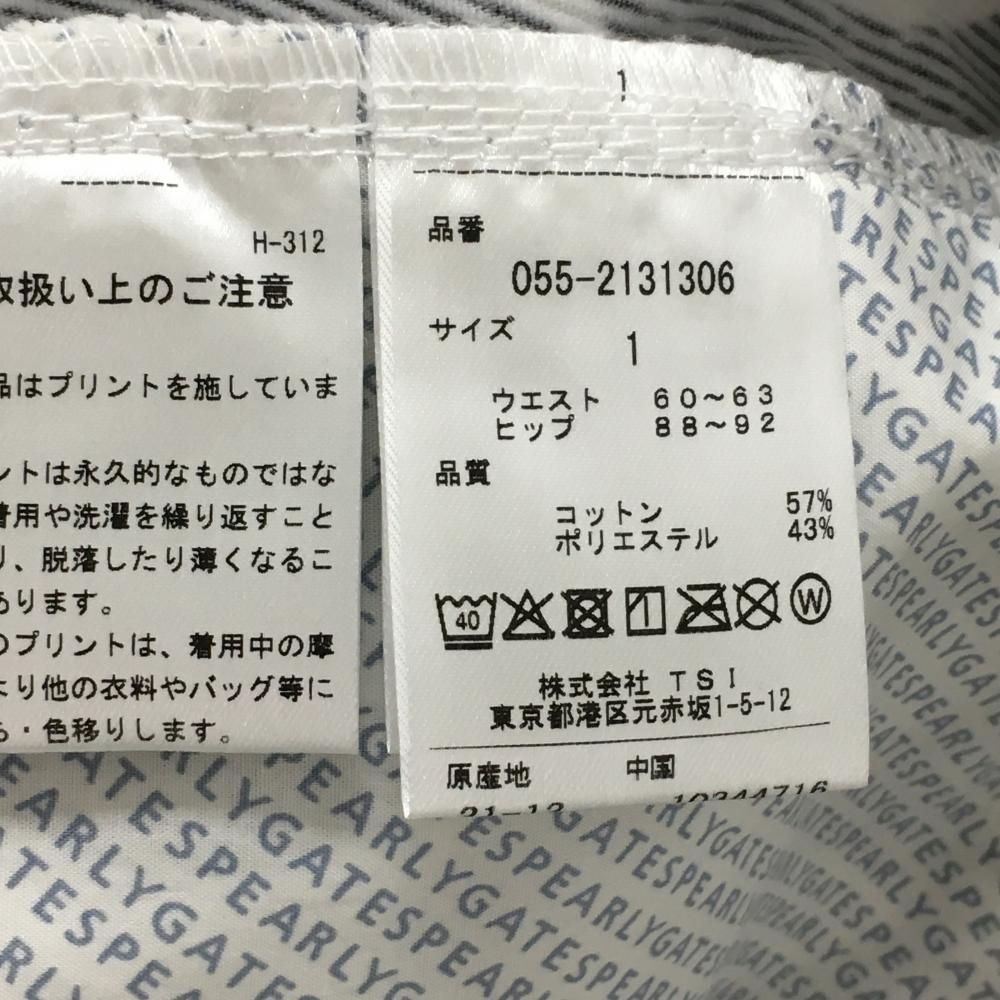 H-312
取扱い上のご注意
品はプリントを施していま
ントは永久的なものではな
着用や洗濯を繰り返すこと
り、脱落したり薄くなるこ
あります。
のプリントは、着用中の摩
より他の衣料やバッグ等に
ち・色移りします。
1
品番
055-2131306
サイズ
1
ウエスト 60～63
ヒップ 88～92
品質
コットン 57%
ポリエステル 43%
40
W
株式会社 TSI
東京都港区元赤坂1-5-12
原産地 中国
21-12 10344716
PEARLYGATES